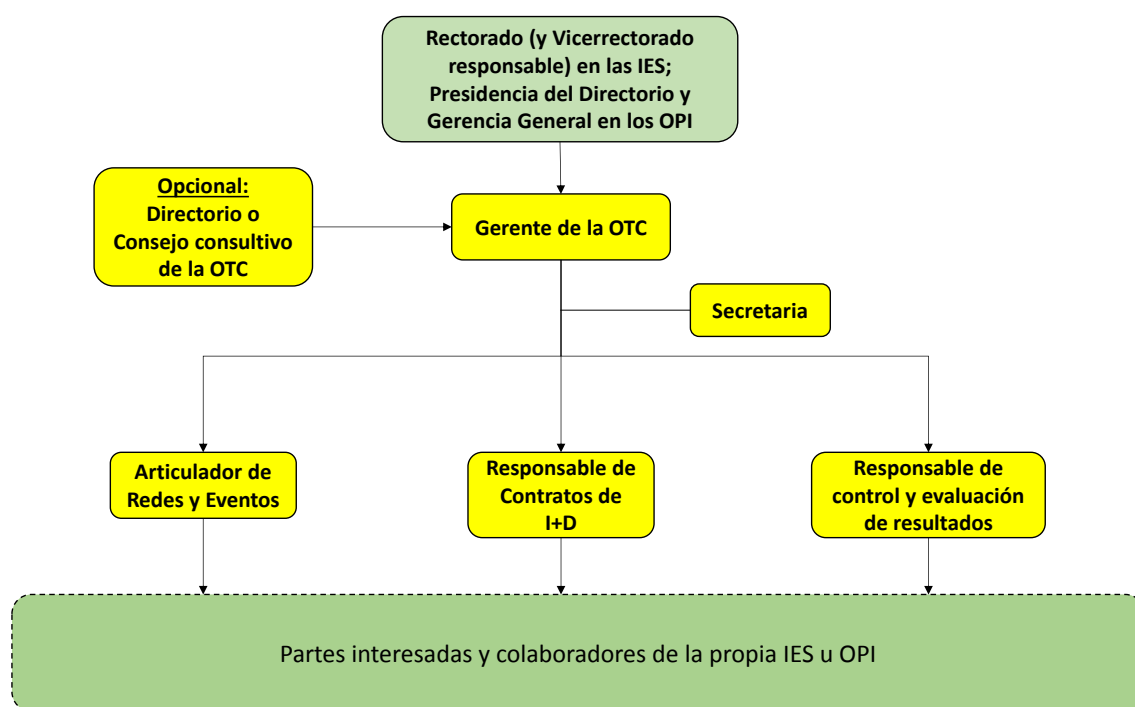 Rectorado (y Vicerrectorado
responsable) en las IES;
Presidencia del Directorio y
Gerencia General en los OPI
Opcional:
Directorio o
Consejo consultivo
de la OTC
Gerente de la OTC
Secretaria
Articulador de
Redes y Eventos
Responsable de
Contratos de
I+D
Responsable de
control y evaluación
de resultados
Partes interesadas y colaboradores de la propia IES u OPI